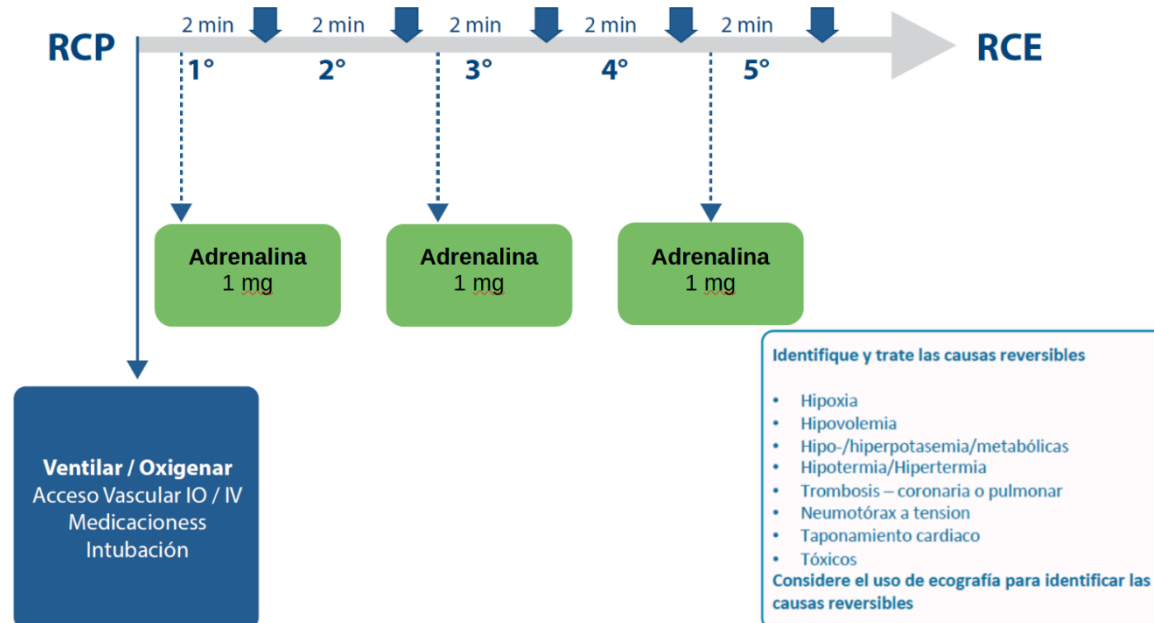 2 min
2 min
2 min
2 min
2 min
RCP
RCE
1°
2°
3°
4°
5°
Adrenalina
1 mg
Adrenalina
1 mg
Adrenalina
1 mg
Ventilar / Oxigenar
Acceso Vascular IO / IV
Medicacioness
Intubación
Identifique y trate las causas reversibles
• Hipoxia
• Hipovolemia
• Hipo-/hiperpotasemia/metabólicas
• Hipotermia/Hipertermia
• Trombosis – coronaria o pulmonar
• Neumotórax a tension
• Taponamiento cardiaco
• Tóxicos
Considere el uso de ecografía para identificar las
causas reversibles